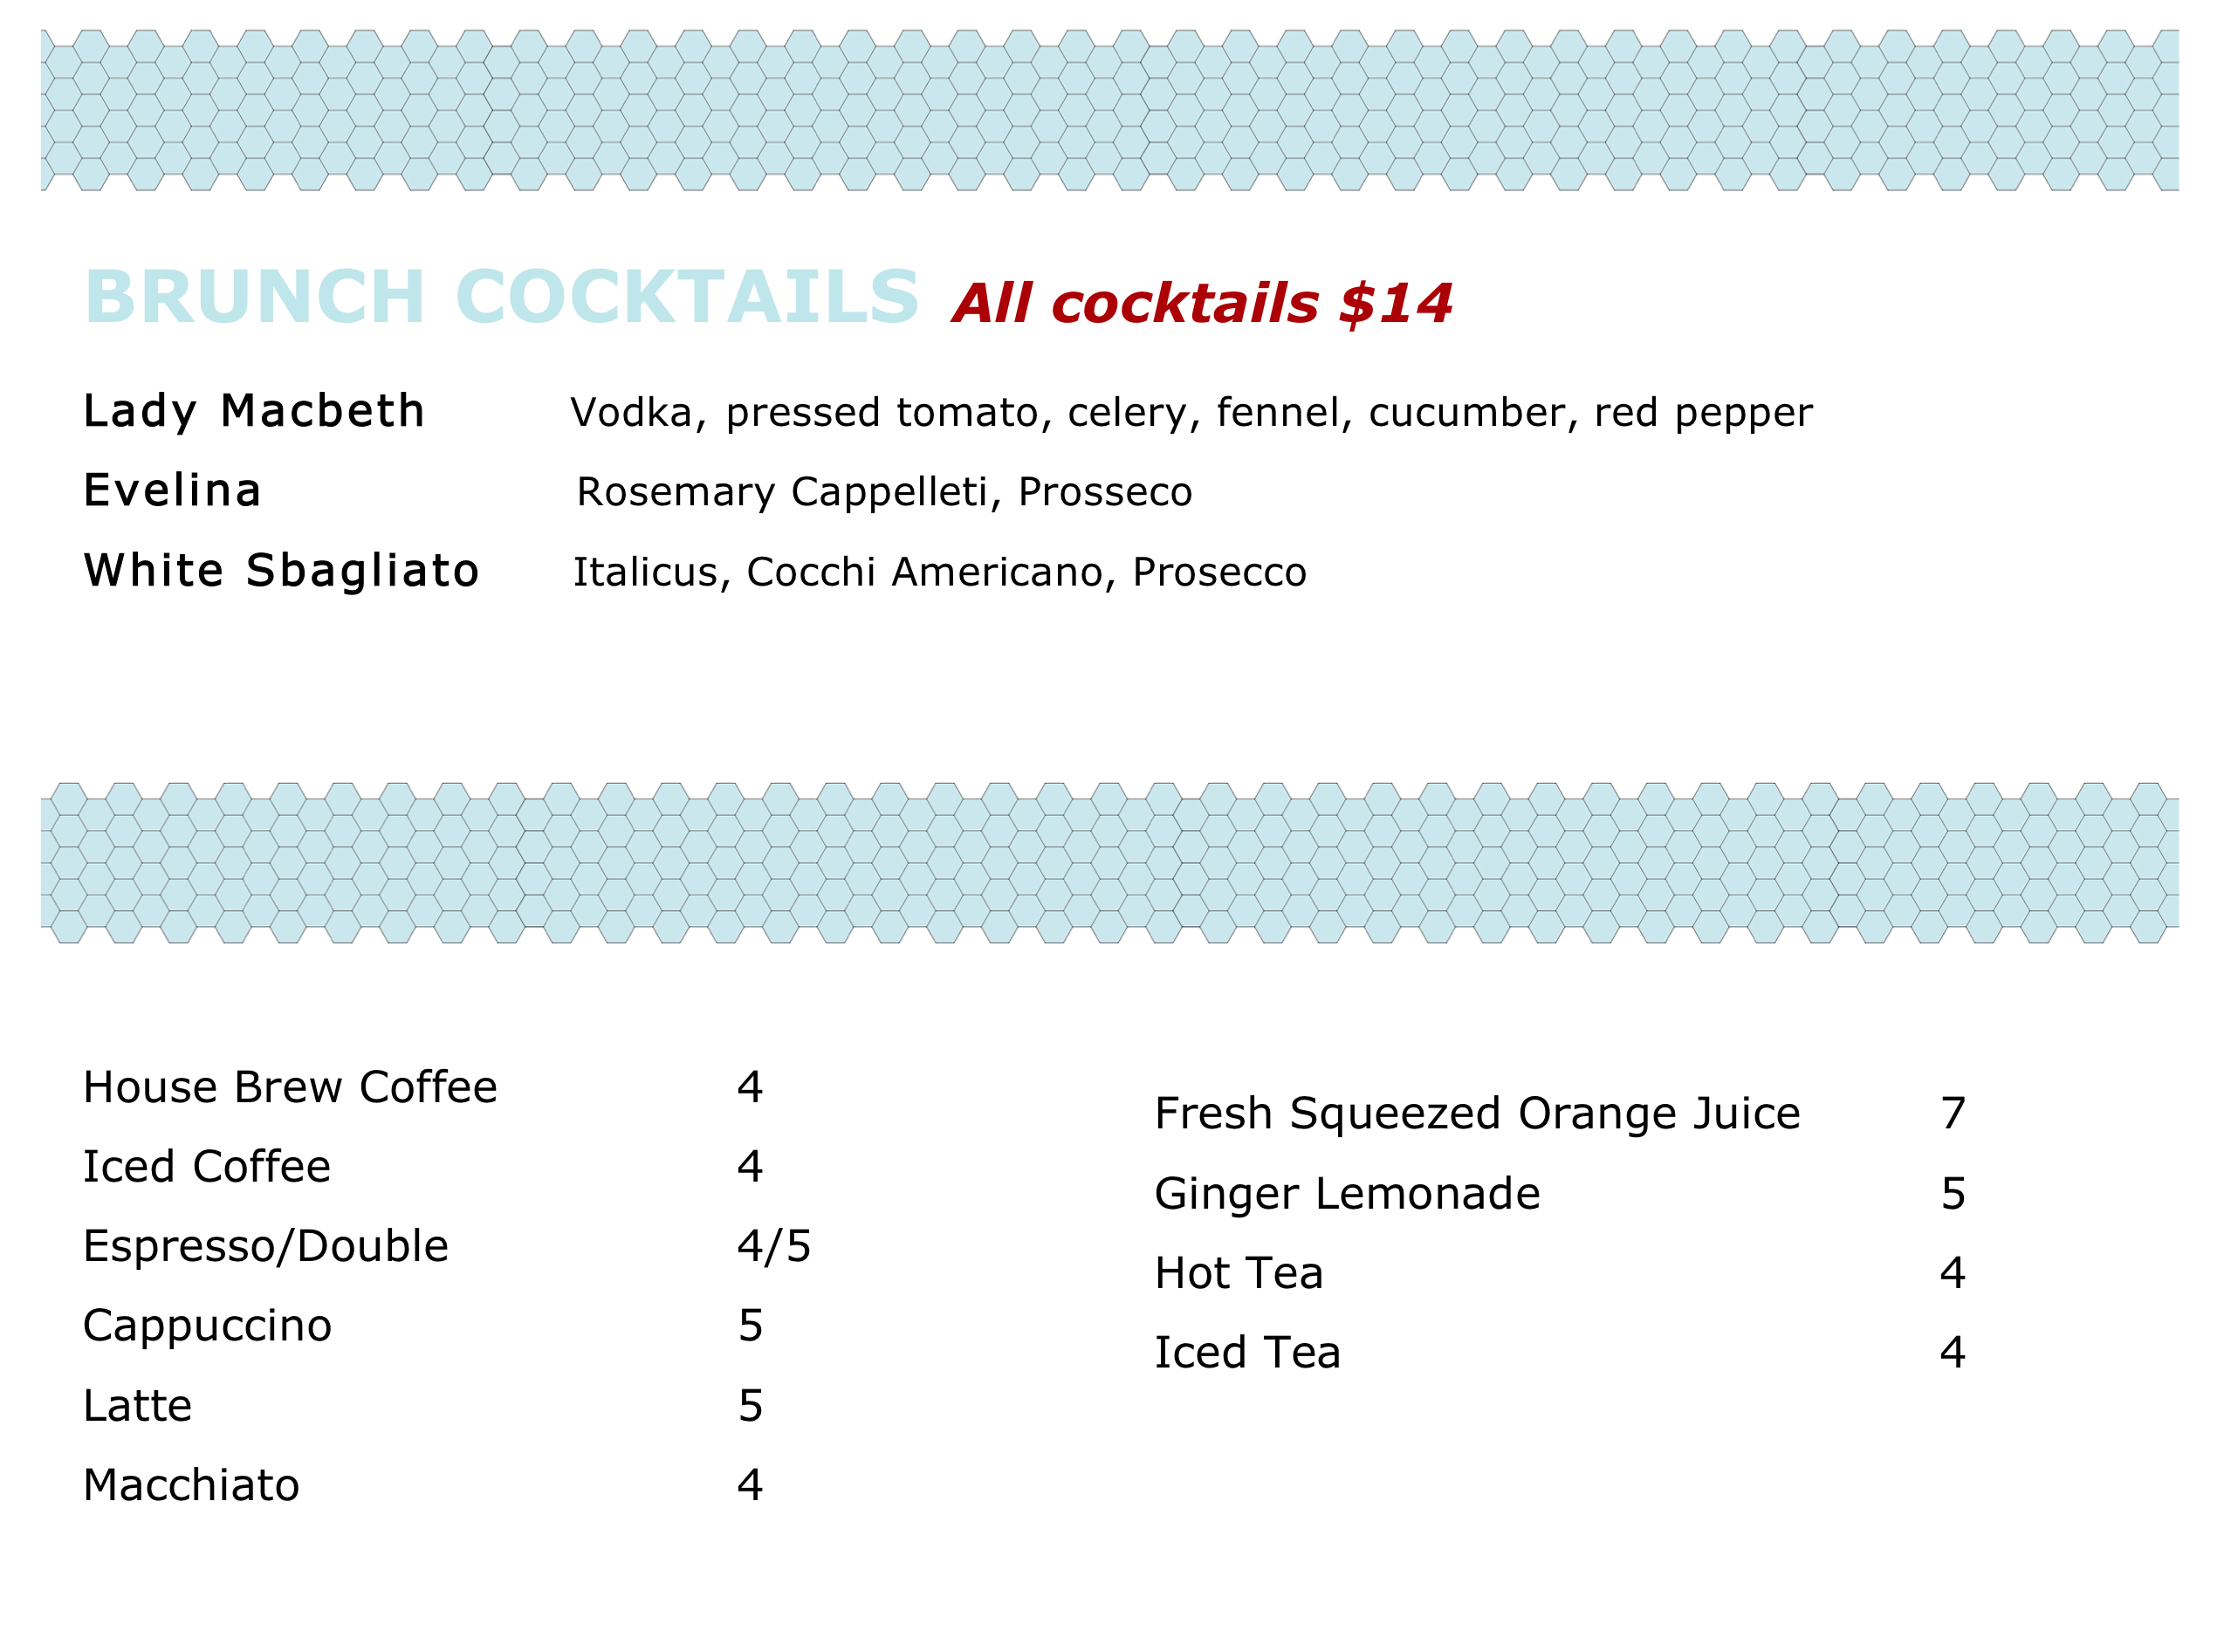 BRUNCH COCKTAILS All cocktails $14
Lady Macbeth Vodka, pressed tomato, celery, fennel, cucumber, red pepper
Evelina Rosemary Cappelleti, Prosseco
White Sbagliato Italicus, Cocchi Americano, Prosecco
House Brew Coffee 4
Iced Coffee 4
Espresso/Double 4/5
Cappuccino 5
Latte 5
Macchiato 4
Fresh Squeezed Orange Juice 7
Ginger Lemonade 5
Hot Tea 4
Iced Tea 4